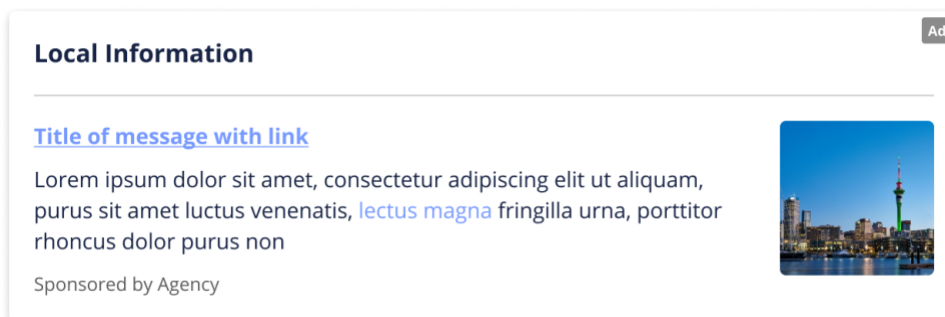 Local Information
Ad
Title of message with link
Lorem ipsum dolor sit amet, consectetur adipiscing elit ut aliquam,
purus sit amet luctus venenatis, lectus magna fringilla urna, porttitor
rhoncus dolor purus non
Sponsored by Agency